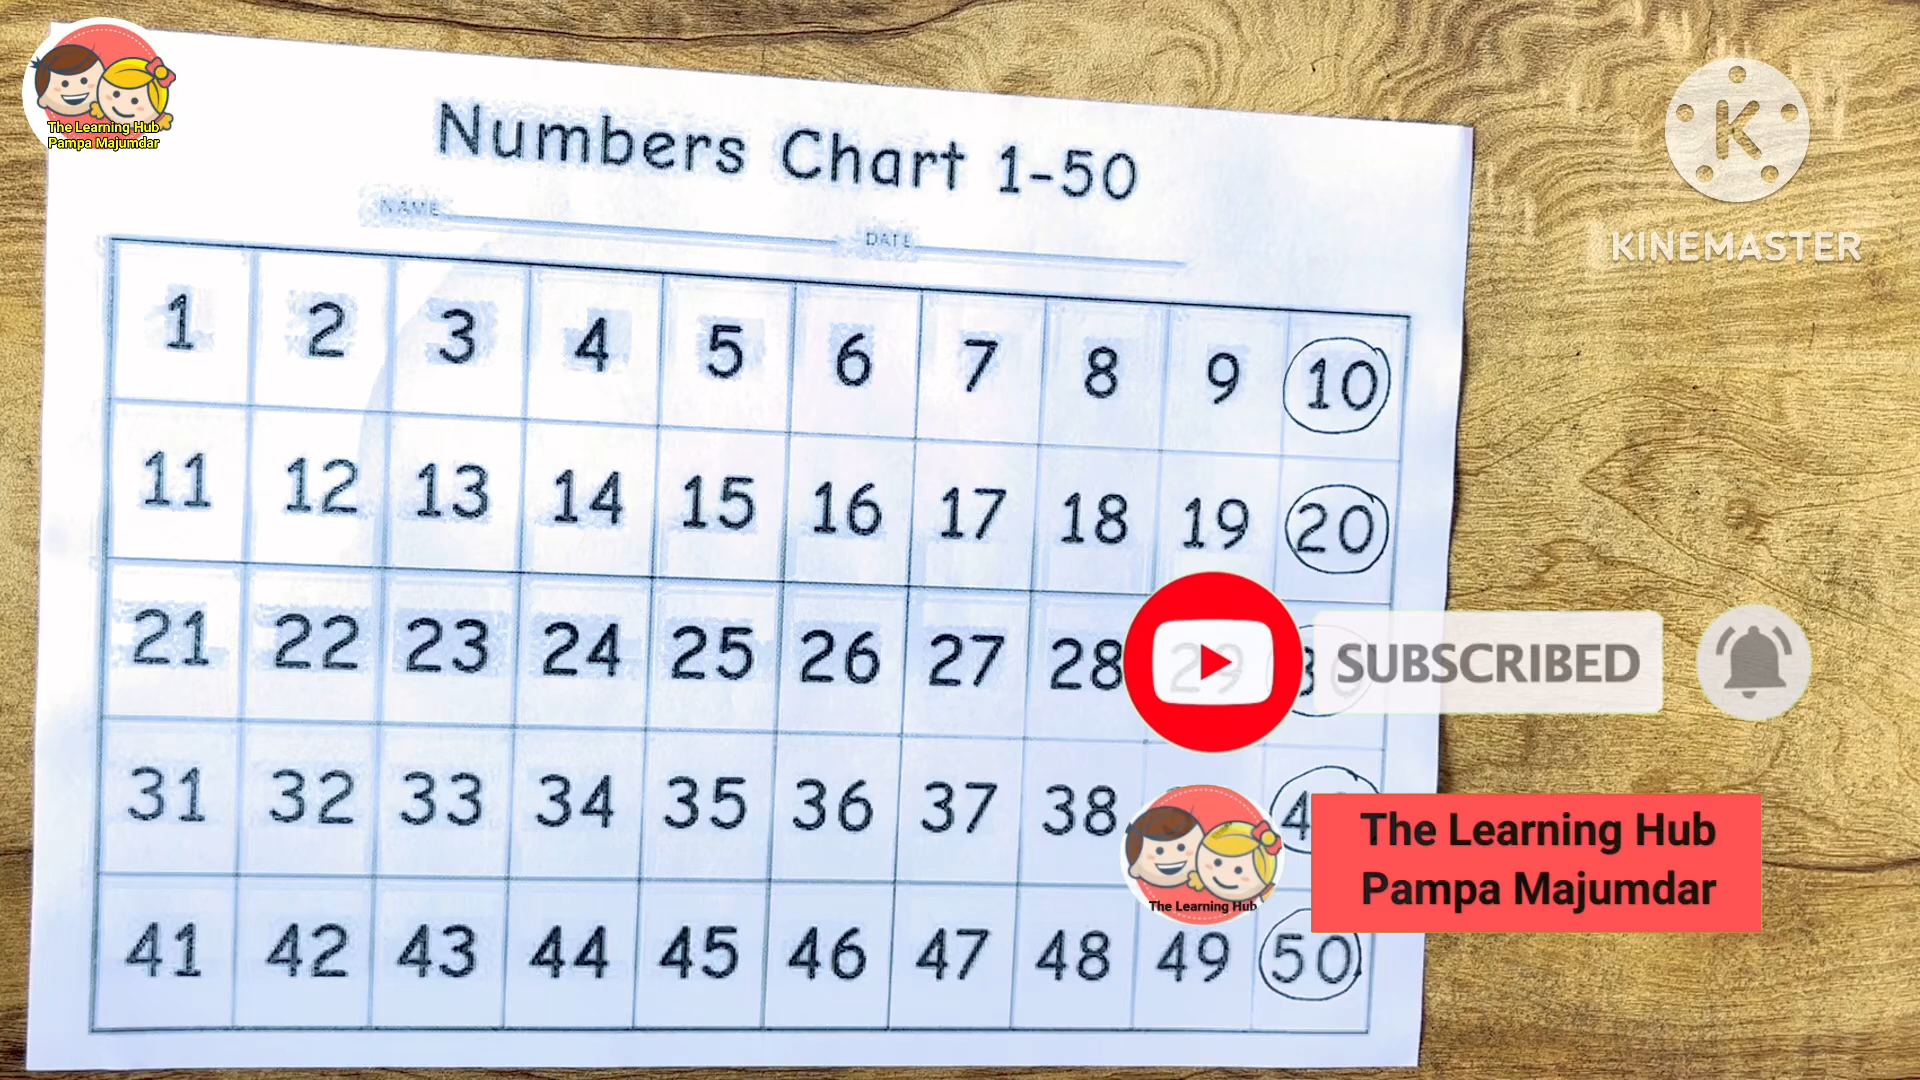 The Learning Hub
Pampa Majumdar
Numbers Chart 1-50
NAME
DATE
1 2 3 4 5 6 7 8 9 10
11 12 13 14 15 16 17 18 19 20
21 22 23 24 25 26 27 28 29
31 32 33 34 35 36 37 38
41 42 43 44 45 46 47 48 49 50
K
KINEMASTER
SUBSCRIBED
The Learning Hub
The Learning Hub
Pampa Majumdar